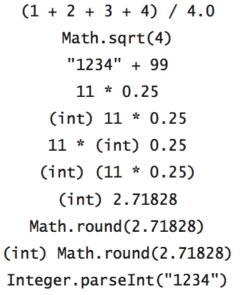 (1 + 2 + 3 + 4) / 4.0
Math.sqrt(4)
"1234" + 99
11 * 0.25
(int) 11 * 0.25
11 * (int) 0.25
(int) (11 * 0.25)
(int) 2.71828
Math.round(2.71828)
(int) Math.round(2.71828)
Integer.parseInt("1234")